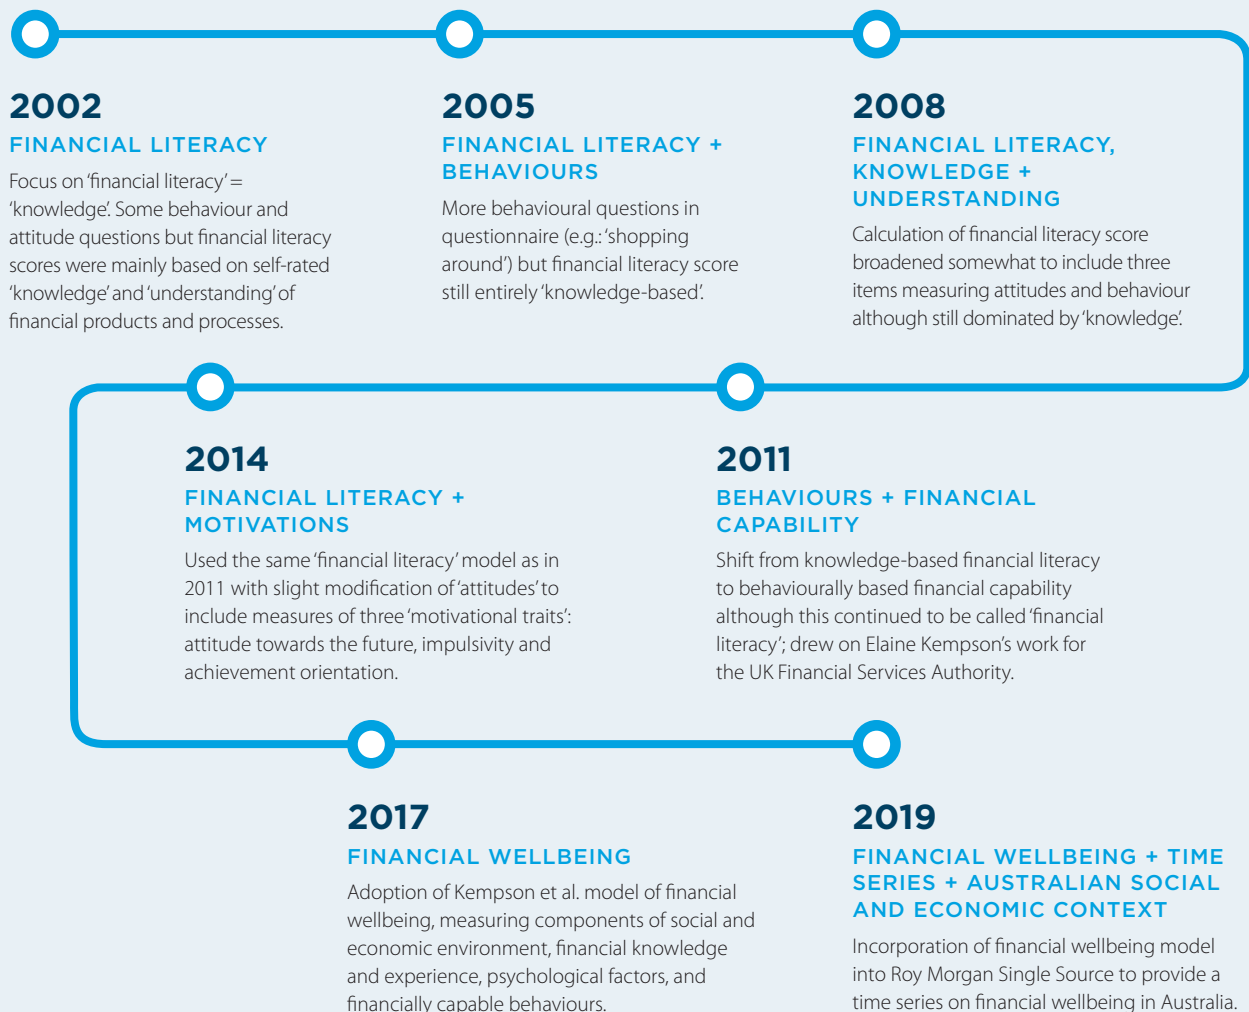 2002
FINANCIAL LITERACY
Focus on ‘financial literacy’ =
‘knowledge’. Some behaviour and
attitude questions but financial literacy
scores were mainly based on self-rated
‘knowledge’ and ‘understanding’ of
financial products and processes.
2005
FINANCIAL LITERACY +
BEHAVIOURS
More behavioural questions in
questionnaire (e.g.: ‘shopping
around’) but financial literacy score
still entirely ‘knowledge-based’.
2008
FINANCIAL LITERACY,
KNOWLEDGE +
UNDERSTANDING
Calculation of financial literacy score
broadened somewhat to include three
items measuring attitudes and behaviour
although still dominated by ‘knowledge’.
2011
BEHAVIOURS + FINANCIAL
CAPABILITY
Shift from knowledge-based financial literacy
to behaviourally based financial capability
although this continued to be called ‘financial
literacy’; drew on Elaine Kempson’s work for
the UK Financial Services Authority.
2014
FINANCIAL LITERACY +
MOTIVATIONS
Used the same ‘financial literacy’ model as in
2011 with slight modification of ‘attitudes’ to
include measures of three ‘motivational traits’:
attitude towards the future, impulsivity and
achievement orientation.
2017
FINANCIAL WELLBEING
Adoption of Kempson et al. model of financial
wellbeing, measuring components of social and
economic environment, financial knowledge
and experience, psychological factors, and
financially capable behaviours.
2019
FINANCIAL WELLBEING + TIME
SERIES + AUSTRALIAN SOCIAL
AND ECONOMIC CONTEXT
Incorporation of financial wellbeing model
into Roy Morgan Single Source to provide a
time series on financial wellbeing in Australia.